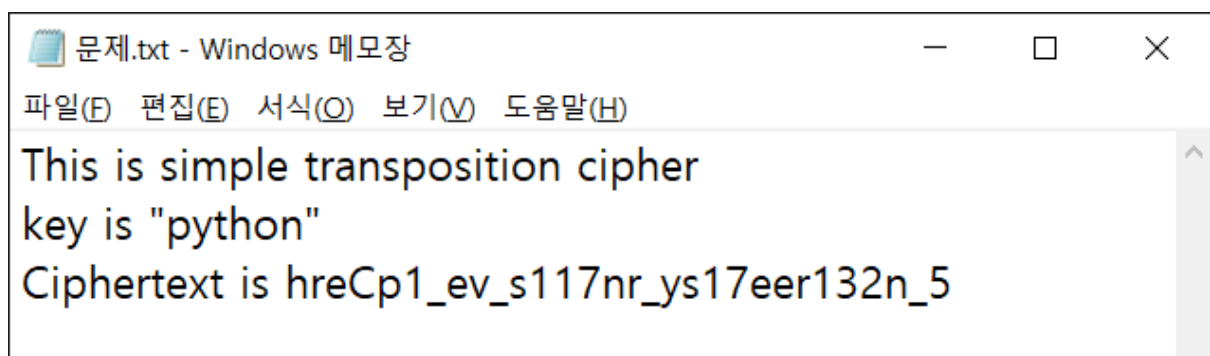 문제.txt - Windows 메모장
파일(F) 편집(E) 서식(O) 보기(V) 도움말(H)
This is simple transposition cipher
key is "python"
Ciphertext is hreCp1_ev_s117nr_ys17eer132n_5